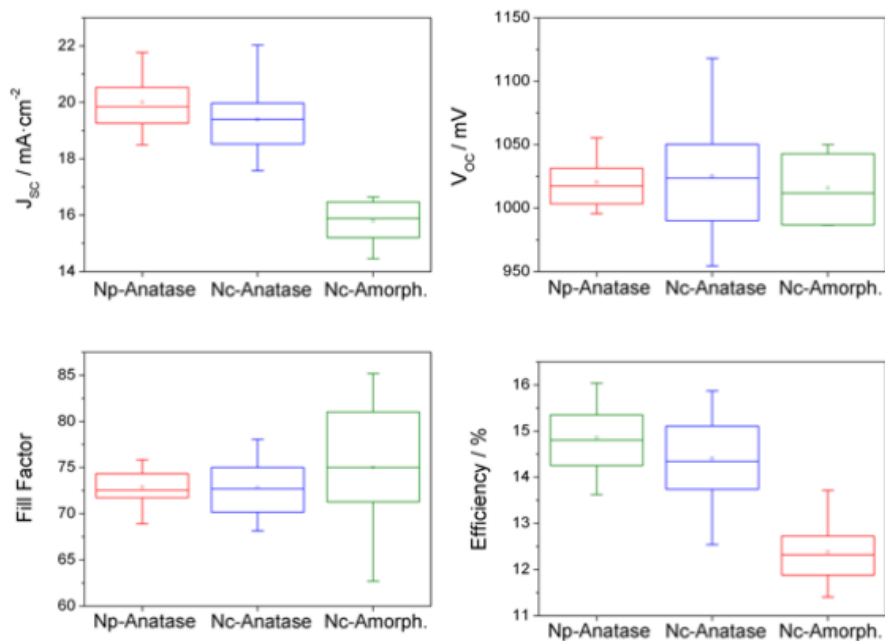 J_SC / mA·cm^-2
22
20
18
16
14
Np-Anatase Nc-Anatase Nc-Amorph.
V_OC / mV
1150
1100
1050
1000
950
Np-Anatase Nc-Anatase Nc-Amorph.
Fill Factor
85
80
75
70
65
60
Np-Anatase Nc-Anatase Nc-Amorph.
Efficiency / %
16
15
14
13
12
11
Np-Anatase Nc-Anatase Nc-Amorph.